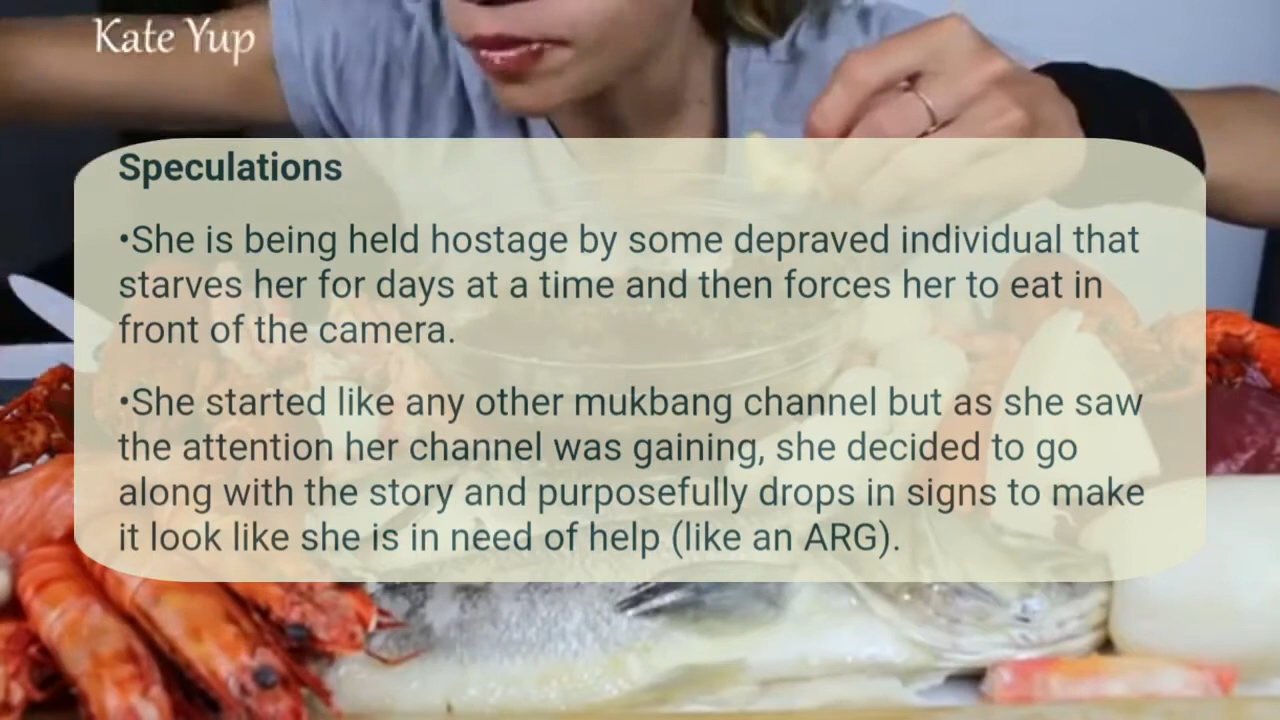 Kate Yup
Speculations
•She is being held hostage by some depraved individual that
starves her for days at a time and then forces her to eat in
front of the camera.
•She started like any other mukbang channel but as she saw
the attention her channel was gaining, she decided to go
along with the story and purposefully drops in signs to make
it look like she is in need of help (like an ARG).